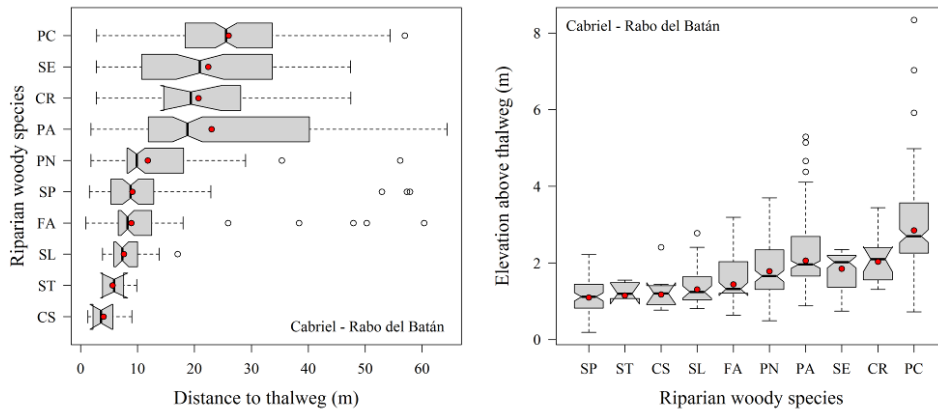 PC
SE
CR
PA
PN
SP
FA
SL
ST
CS
Riparian woody species
Cabriel - Rabo del Batán
0 10 20 30 40 50 60
Distance to thalweg (m)
Cabriel - Rabo del Batán
8
6
4
2
0
Elevation above thalweg (m)
SP ST CS SL FA PN PA SE CR PC
Riparian woody species